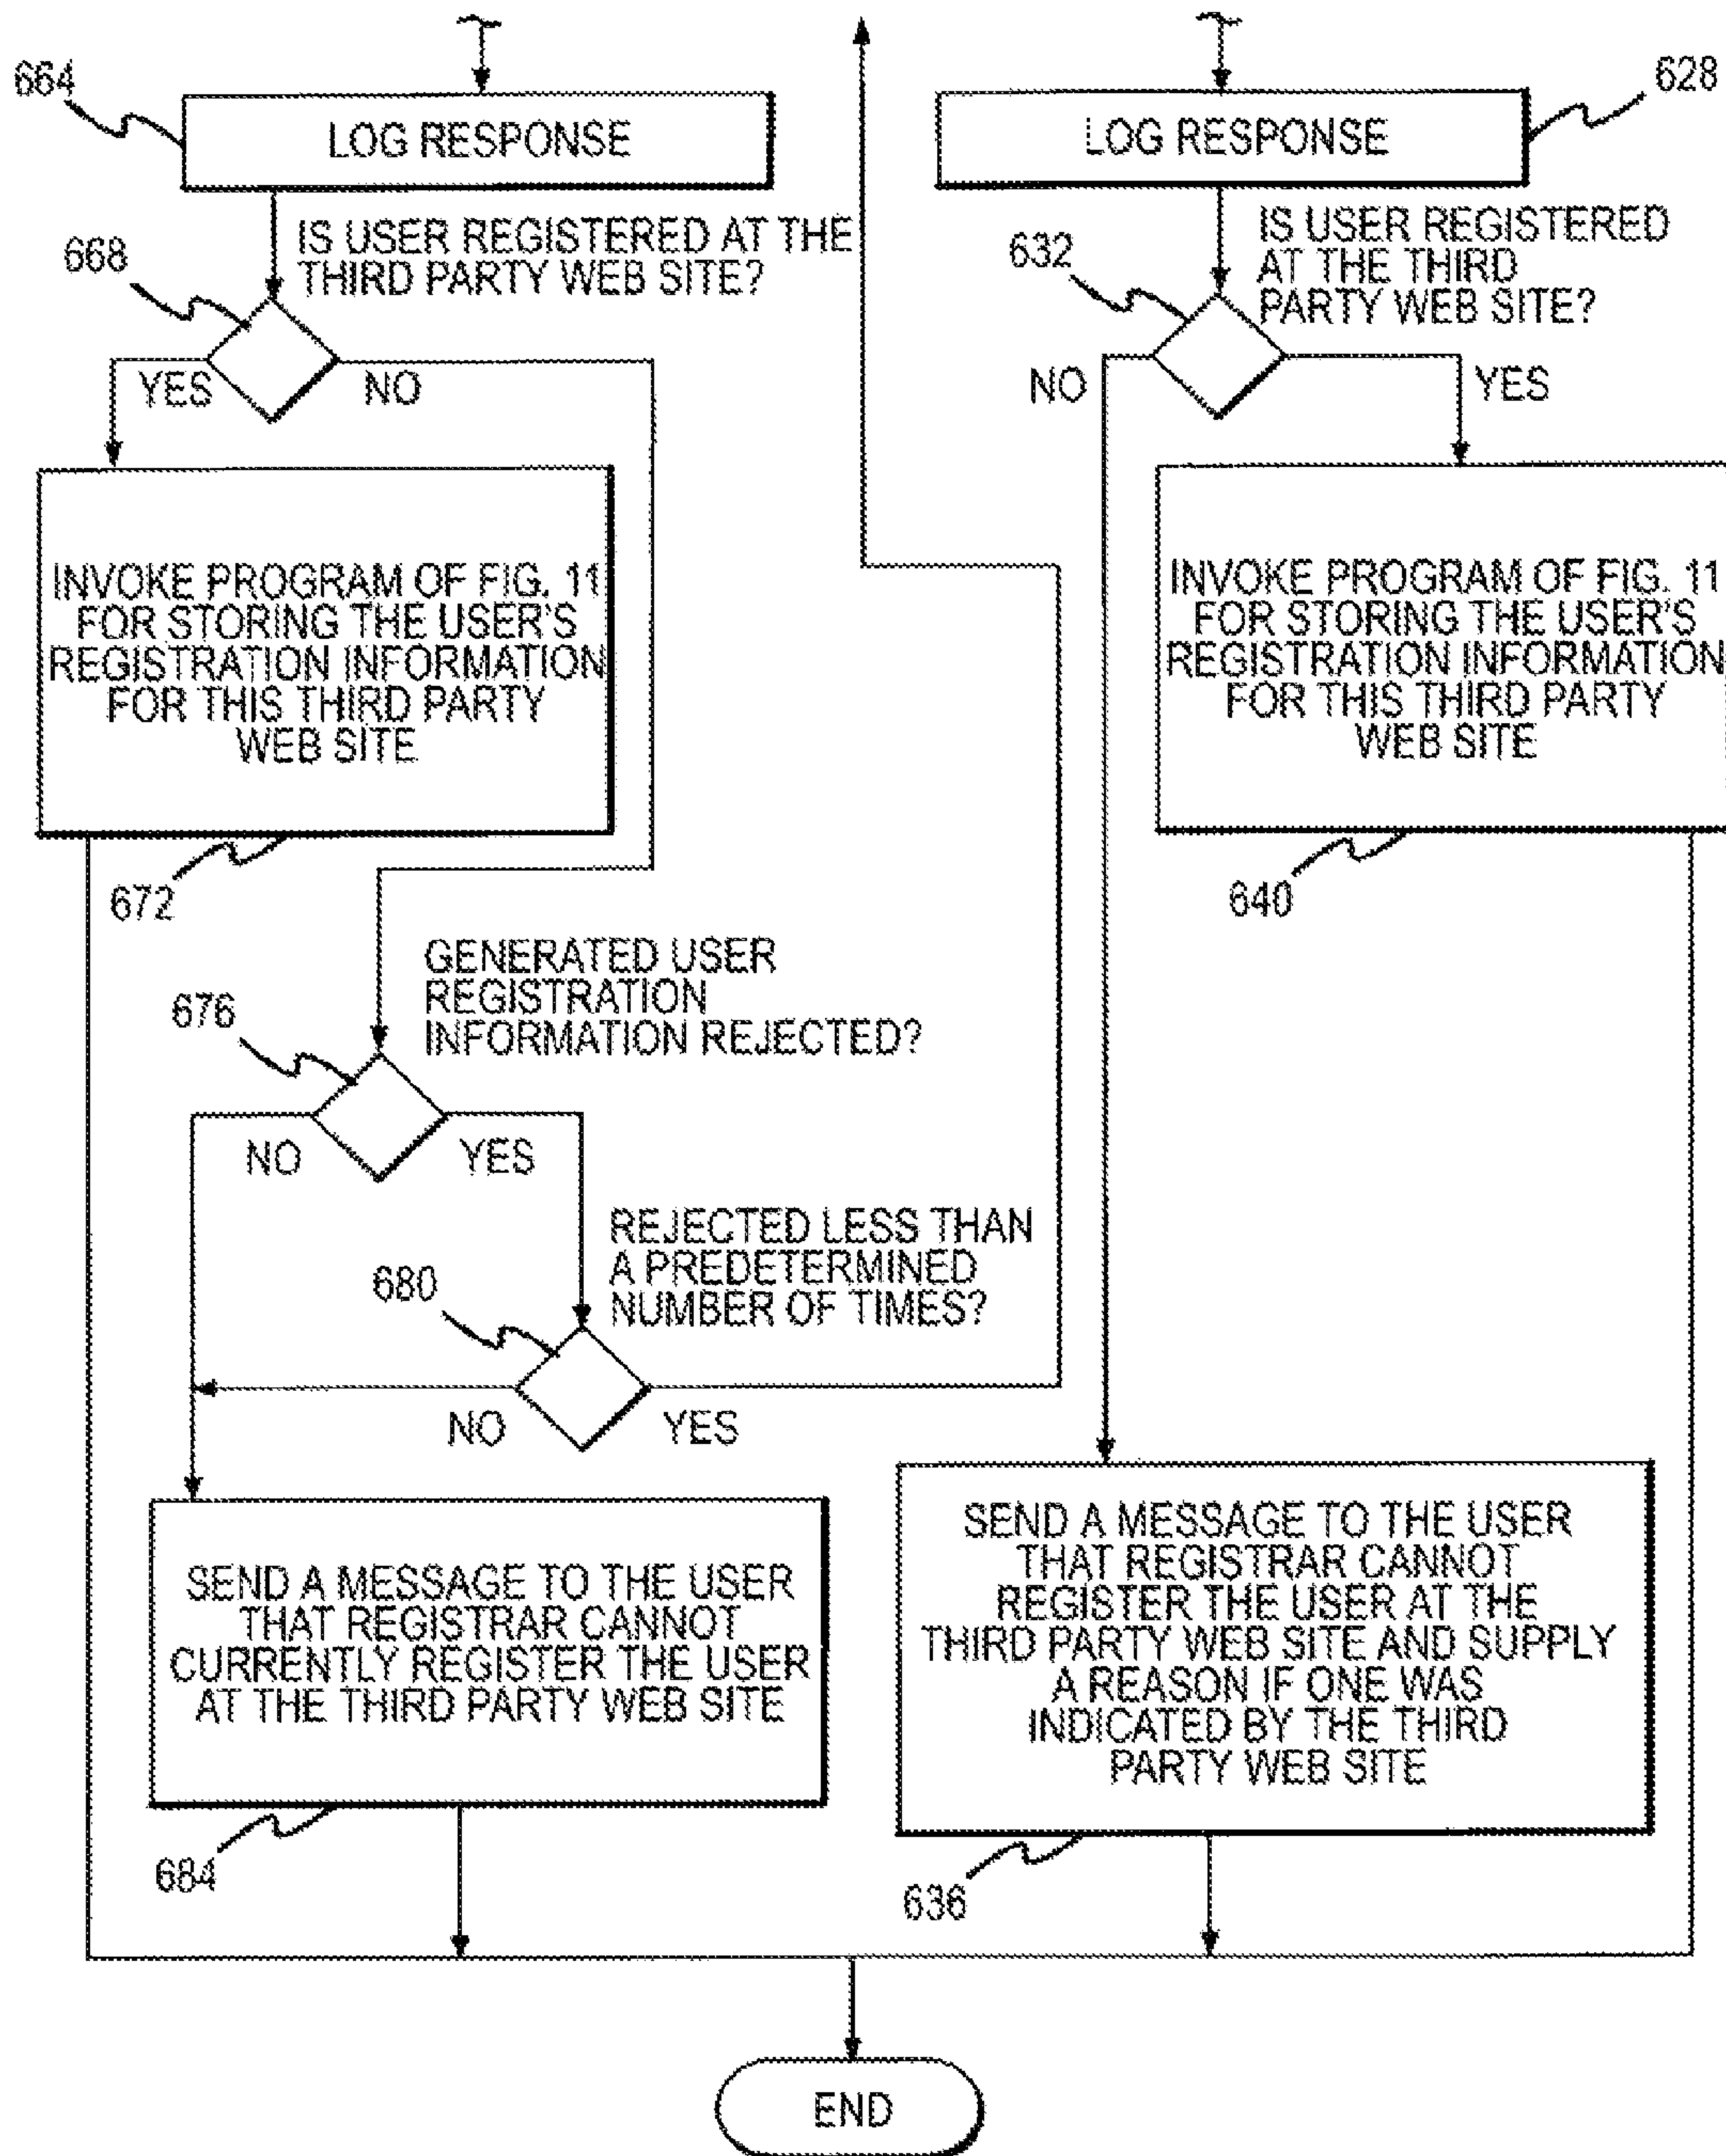 664
LOG RESPONSE
628
LOG RESPONSE
668
IS USER REGISTERED AT THE
THIRD PARTY WEB SITE?
YES
NO
632
IS USER REGISTERED
AT THE THIRD
PARTY WEB SITE?
NO
YES
INVOKE PROGRAM OF FIG. 11
FOR STORING THE USER'S
REGISTRATION INFORMATION
FOR THIS THIRD PARTY
WEB SITE
672
INVOKE PROGRAM OF FIG. 11
FOR STORING THE USER'S
REGISTRATION INFORMATION
FOR THIS THIRD PARTY
WEB SITE
640
GENERATED USER
REGISTRATION
INFORMATION REJECTED?
676
NO
YES
REJECTED LESS THAN
A PREDETERMINED
NUMBER OF TIMES?
680
NO
YES
SEND A MESSAGE TO THE USER
THAT REGISTRAR CANNOT
CURRENTLY REGISTER THE USER
AT THE THIRD PARTY WEB SITE
684
SEND A MESSAGE TO THE USER
THAT REGISTRAR CANNOT
REGISTER THE USER AT THE
THIRD PARTY WEB SITE AND SUPPLY
A REASON IF ONE WAS
INDICATED BY THE THIRD
PARTY WEB SITE
636
END